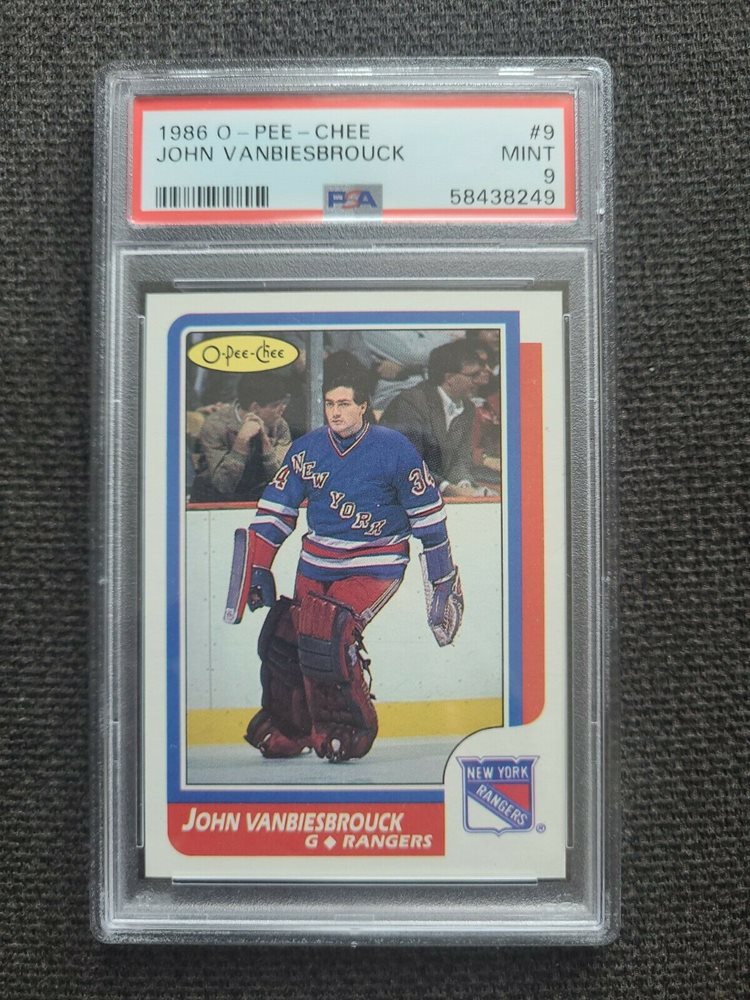 1986 O-PEE-CHEE #9
JOHN VANBIESBROUCK MINT
9
PSA 58438249
O-Pee-Chee
34 NEW YORK 34
NEW YORK
RANGERS
®
JOHN VANBIESBROUCK
G ◆ RANGERS